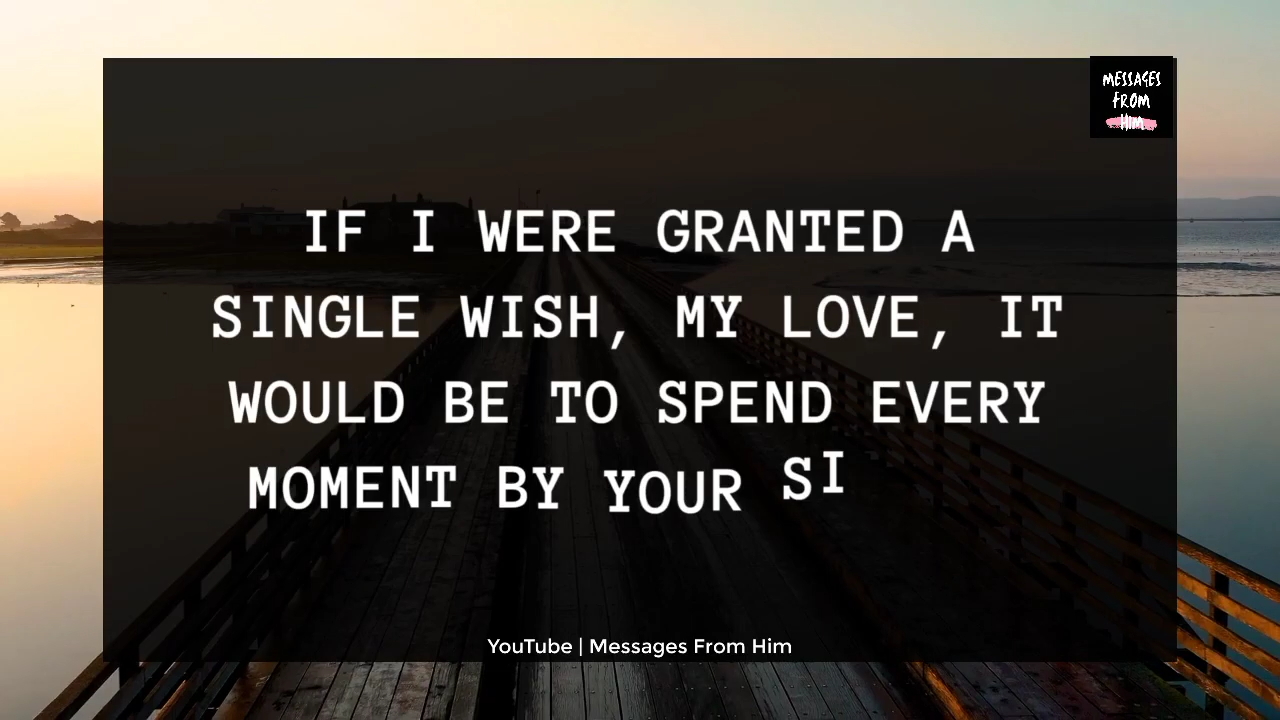 MESSAGES
FROM
HIM
IF I WERE GRANTED A
SINGLE WISH, MY LOVE, IT
WOULD BE TO SPEND EVERY
MOMENT BY YOUR SI
YouTube | Messages From Him